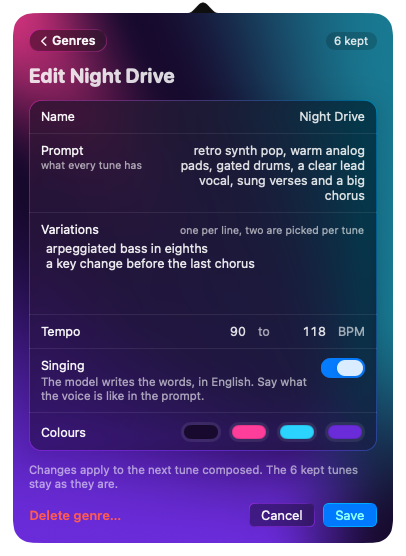 Genres
6 kept
Edit Night Drive
Name
Night Drive
Prompt
what every tune has
retro synth pop, warm analog
pads, gated drums, a clear lead
vocal, sung verses and a big
chorus
Variations
one per line, two are picked per tune
arpeggiated bass in eighths
a key change before the last chorus
Tempo
90 to 118 BPM
Singing
The model writes the words, in English. Say what
the voice is like in the prompt.
Colours
Changes apply to the next tune composed. The 6 kept tunes
stay as they are.
Delete genre...
Cancel
Save